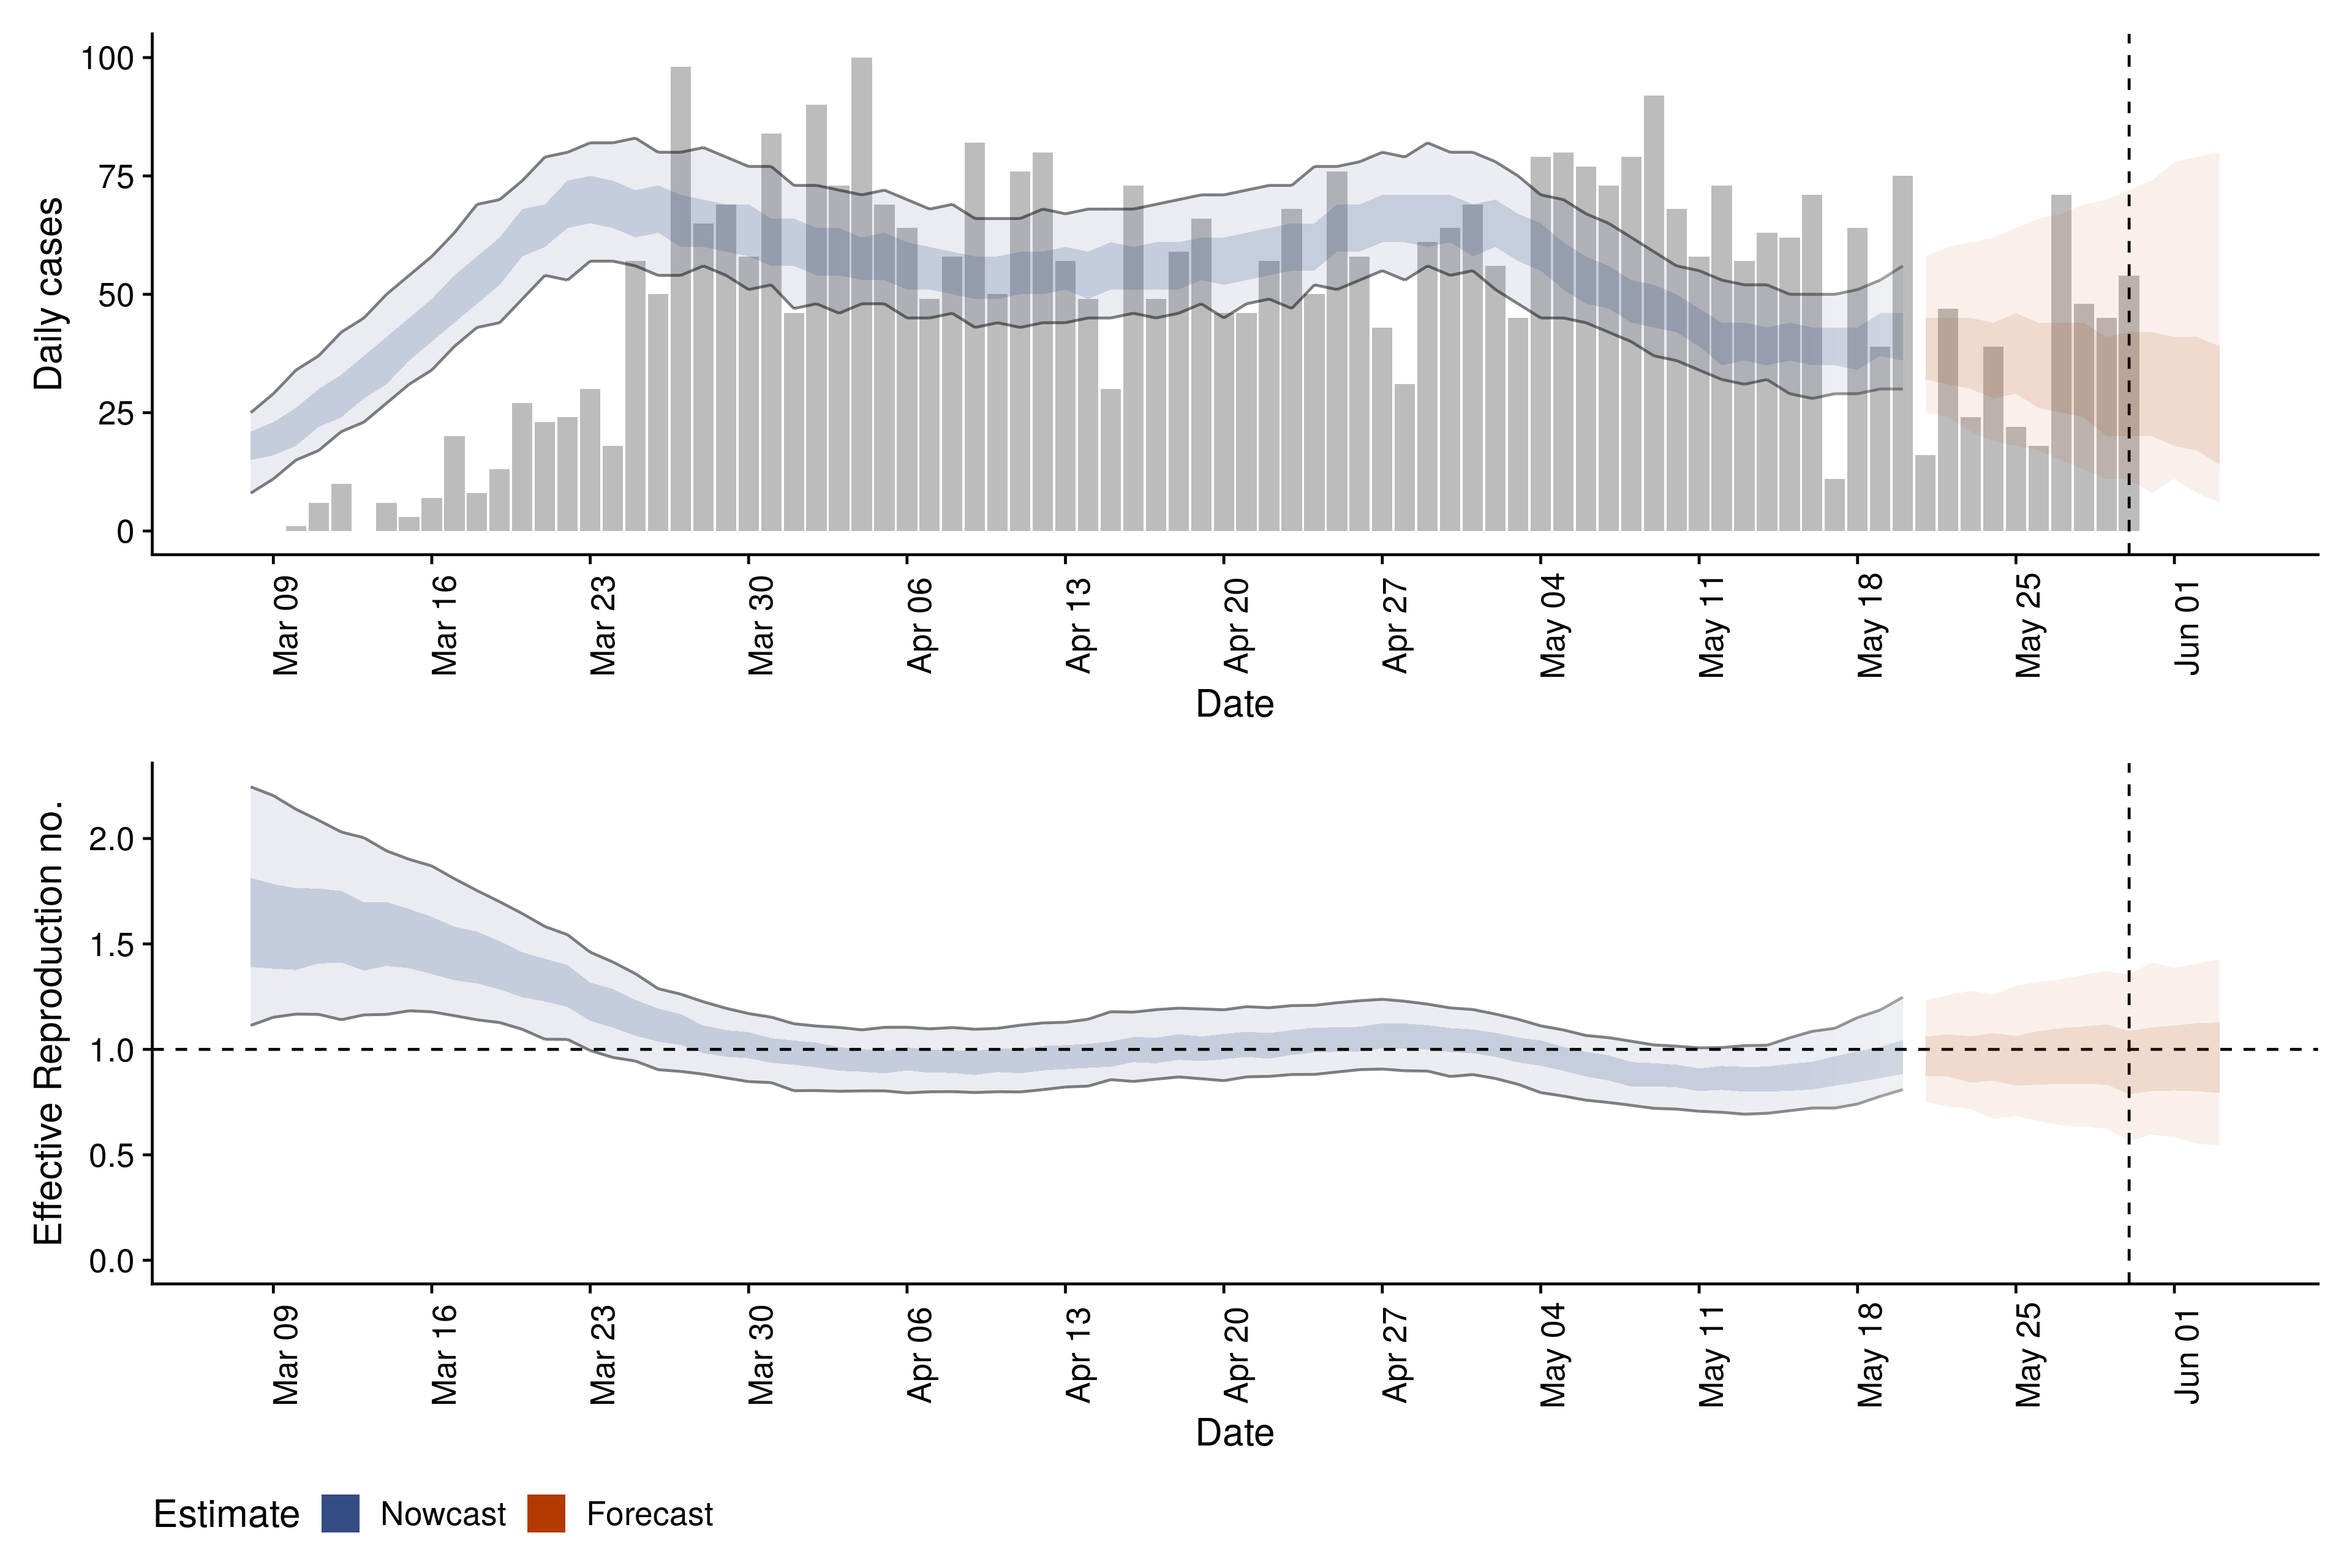 Daily cases
100
75
50
25
0
Mar 09 Mar 16 Mar 23 Mar 30 Apr 06 Apr 13 Apr 20 Apr 27 May 04 May 11 May 18 May 25 Jun 01
Date
Effective Reproduction no.
2.0
1.5
1.0
0.5
0.0
Mar 09 Mar 16 Mar 23 Mar 30 Apr 06 Apr 13 Apr 20 Apr 27 May 04 May 11 May 18 May 25 Jun 01
Date
Estimate Nowcast Forecast